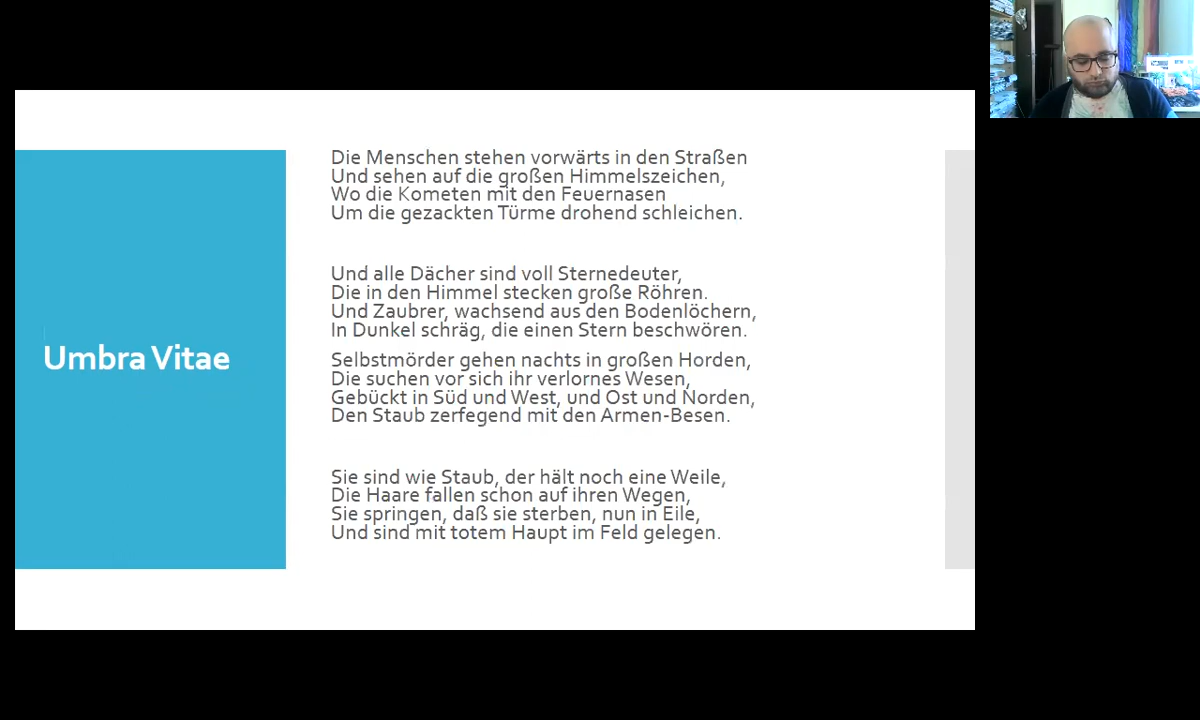 Umbra Vitae
Die Menschen stehen vorwärts in den Straßen
Und sehen auf die großen Himmelszeichen,
Wo die Kometen mit den Feuernasen
Um die gezackten Türme drohend schleichen.
Und alle Dächer sind voll Sternedeuter,
Die in den Himmel stecken große Röhren.
Und Zaubrer, wachsend aus den Bodenlöchern,
In Dunkel schräg, die einen Stern beschwören.
Selbstmörder gehen nachts in großen Horden,
Die suchen vor sich ihr verlornes Wesen,
Gebückt in Süd und West, und Ost und Norden,
Den Staub zerfegend mit den Armen-Besen.
Sie sind wie Staub, der hält noch eine Weile,
Die Haare fallen schon auf ihren Wegen,
Sie springen, daß sie sterben, nun in Eile,
Und sind mit totem Haupt im Feld gelegen.